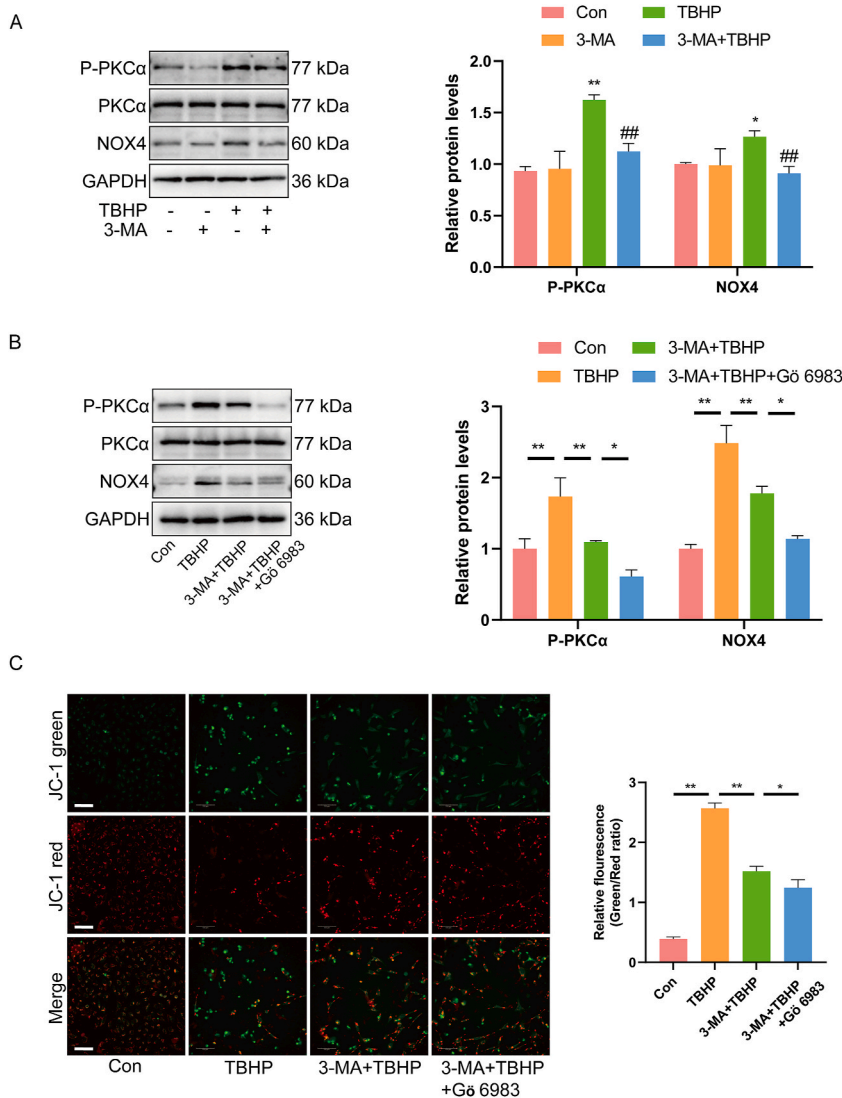 A
P-PKCα 77 kDa
PKCα 77 kDa
NOX4 60 kDa
GAPDH 36 kDa
TBHP - - + +
3-MA - + - +
Con TBHP
3-MA 3-MA+TBHP
Relative protein levels
2.0
1.5
1.0
0.5
0.0
** ## * ##
P-PKCα NOX4
B
P-PKCα 77 kDa
PKCα 77 kDa
NOX4 60 kDa
GAPDH 36 kDa
Con TBHP 3-MA+TBHP 3-MA+TBHP
+Gö 6983
Con 3-MA+TBHP
TBHP 3-MA+TBHP+Gö 6983
Relative protein levels
3
2
1
0
** ** * ** ** *
P-PKCα NOX4
C
JC-1 green
JC-1 red
Merge
Con TBHP 3-MA+TBHP 3-MA+TBHP
+Gö 6983
Relative flourescence
(Green/Red ratio)
3
2
1
0
** ** *
Con TBHP 3-MA+TBHP 3-MA+TBHP
+Gö 6983